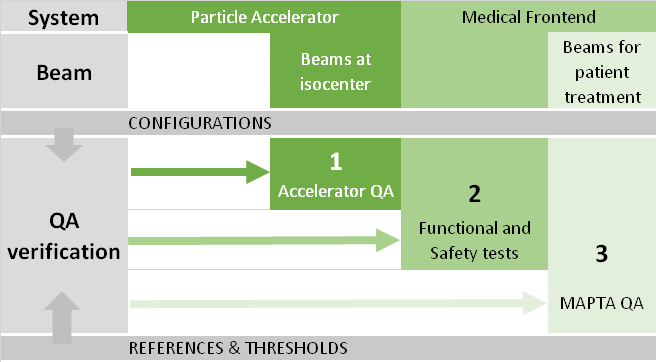 System
Particle Accelerator
Medical Frontend
Beam
Beams at
isocenter
Beams for
patient
treatment
CONFIGURATIONS
QA
verification
1
Accelerator QA
2
Functional and
Safety tests
3
MAPTA QA
REFERENCES & THRESHOLDS